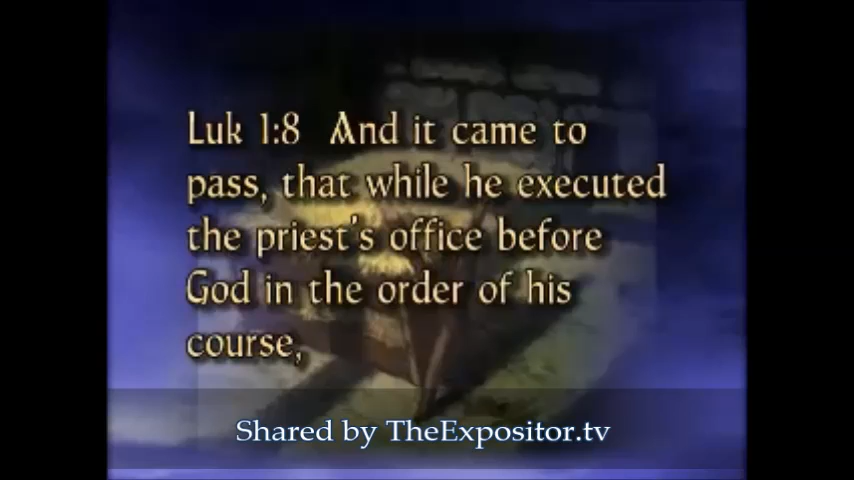 Luk 1:8  And it came to
pass, that while he executed
the priest's office before
God in the order of his
course,
Shared by TheExpositor.tv